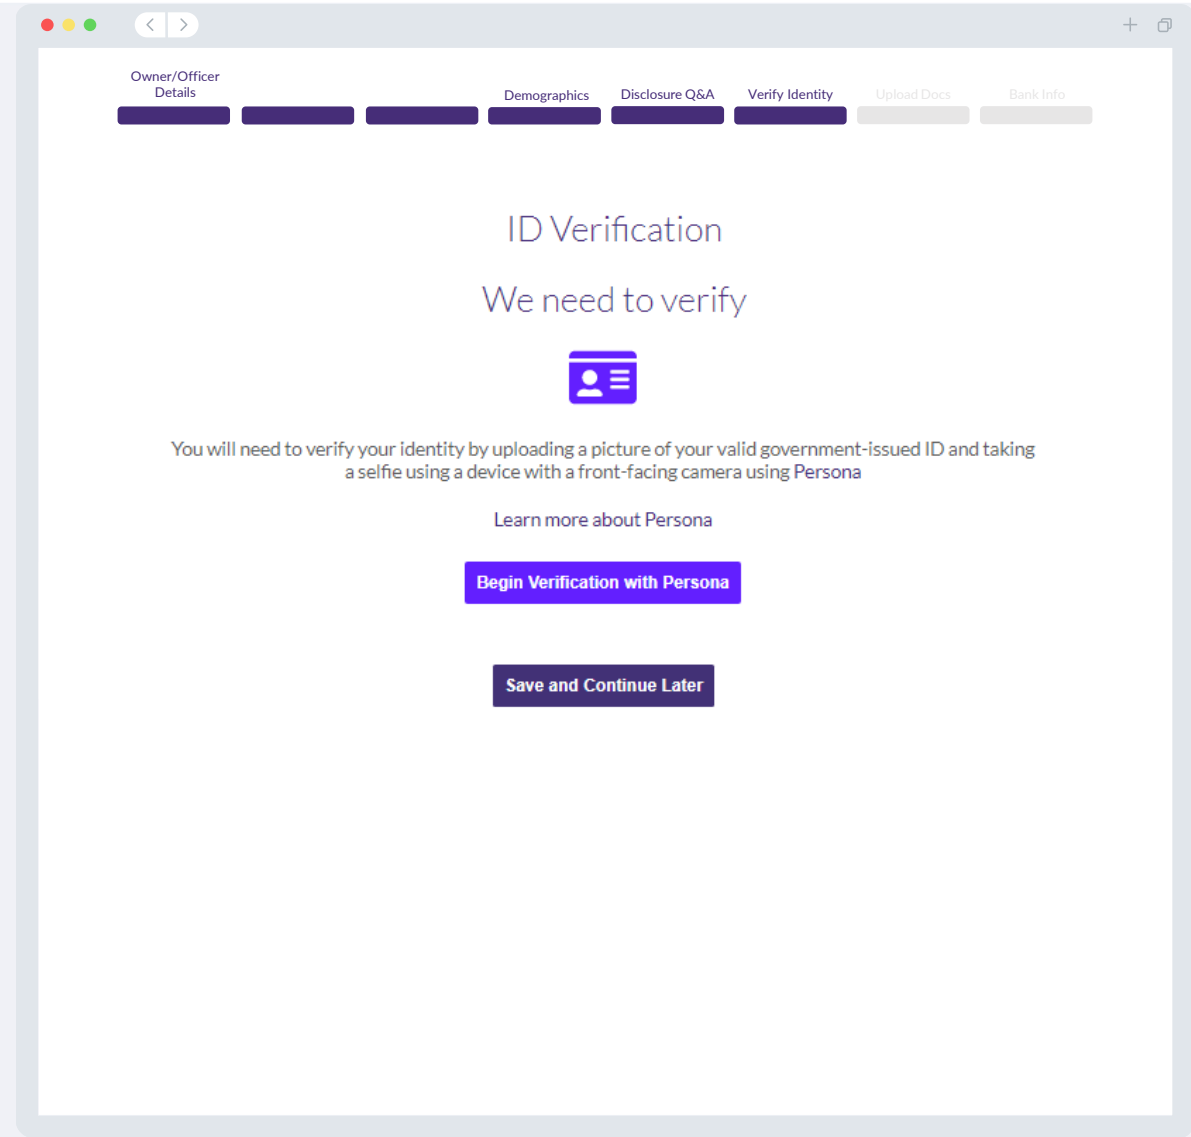 Owner/Officer
Details
Demographics
Disclosure Q&A
Verify Identity
Upload Docs
Bank Info
ID Verification
We need to verify
You will need to verify your identity by uploading a picture of your valid government-issued ID and taking
a selfie using a device with a front-facing camera using Persona
Learn more about Persona
Begin Verification with Persona
Save and Continue Later